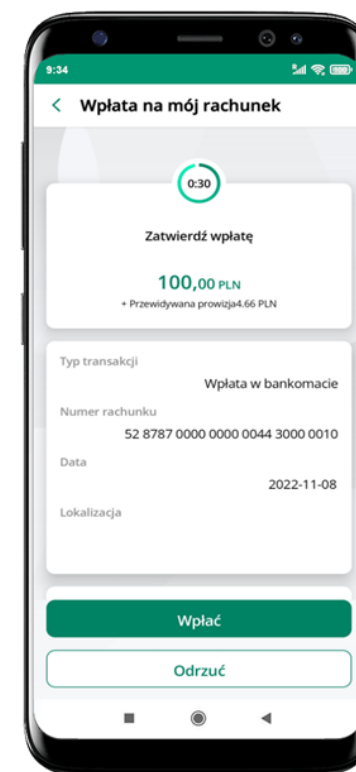 9:34
Wpłata na mój rachunek
0:30
Zatwierdź wpłatę
100,00 PLN
+ Przewidywana prowizja4.66 PLN
Typ transakcji
Wpłata w bankomacie
Numer rachunku
52 8787 0000 0000 0044 3000 0010
Data
2022-11-08
Lokalizacja
Wpłać
Odrzuć